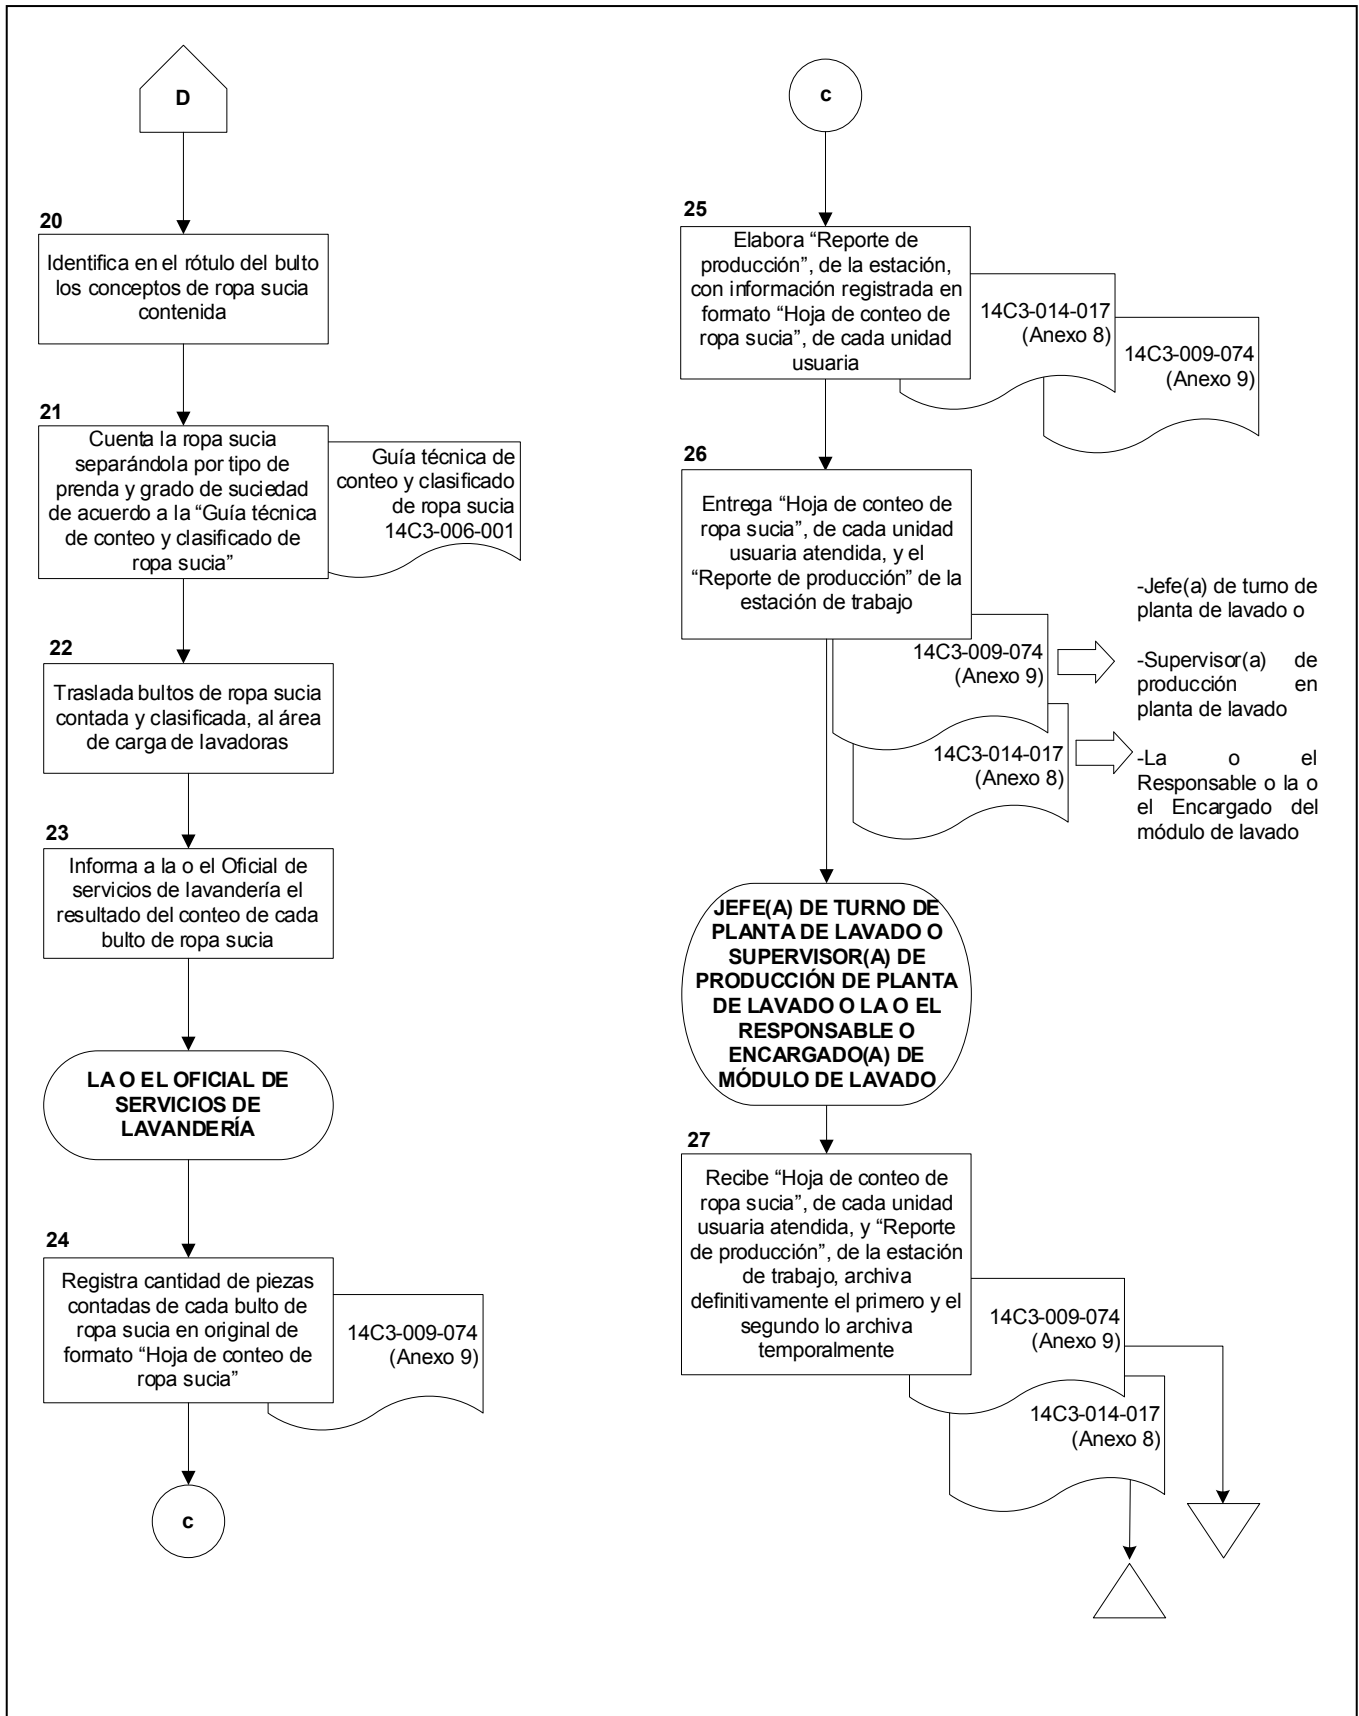 D
20
Identifica en el rótulo del bulto
los conceptos de ropa sucia
contenida
21
Cuenta la ropa sucia
separándola por tipo de
prenda y grado de suciedad
de acuerdo a la “Guía técnica
de conteo y clasificado de
ropa sucia”
Guía técnica de
conteo y clasificado
de ropa sucia
14C3-006-001
22
Traslada bultos de ropa sucia
contada y clasificada, al área
de carga de lavadoras
23
Informa a la o el Oficial de
servicios de lavandería el
resultado del conteo de cada
bulto de ropa sucia
LA O EL OFICIAL DE
SERVICIOS DE
LAVANDERÍA
24
Registra cantidad de piezas
contadas de cada bulto de
ropa sucia en original de
formato “Hoja de conteo de
ropa sucia”
14C3-009-074
(Anexo 9)
c
c
25
Elabora “Reporte de
producción”, de la estación,
con información registrada en
formato “Hoja de conteo de
ropa sucia”, de cada unidad
usuaria
14C3-014-017
(Anexo 8)
14C3-009-074
(Anexo 9)
26
Entrega “Hoja de conteo de
ropa sucia”, de cada unidad
usuaria atendida, y el
“Reporte de producción” de la
estación de trabajo
14C3-009-074
(Anexo 9)
14C3-014-017
(Anexo 8)
-Jefe(a) de turno de
planta de lavado o
-Supervisor(a) de
producción en
planta de lavado
-La o el
Responsable o la o
el Encargado del
módulo de lavado
JEFE(A) DE TURNO DE
PLANTA DE LAVADO O
SUPERVISOR(A) DE
PRODUCCIÓN DE PLANTA
DE LAVADO O LA O EL
RESPONSABLE O
ENCARGADO(A) DE
MÓDULO DE LAVADO
27
Recibe “Hoja de conteo de
ropa sucia”, de cada unidad
usuaria atendida, y “Reporte
de producción”, de la estación
de trabajo, archiva
definitivamente el primero y el
segundo lo archiva
temporalmente
14C3-009-074
(Anexo 9)
14C3-014-017
(Anexo 8)